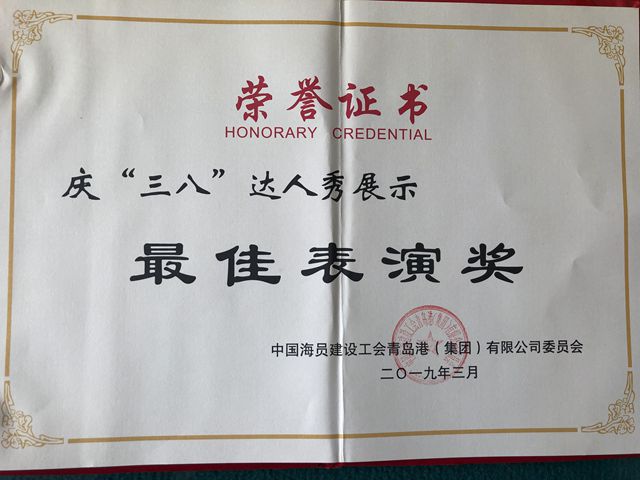 荣誉证书
HONORARY CREDENTIAL
庆“三八”达人秀展示
最佳表演奖
中国海员建设工会青岛港（集团）有限公司委员会
二〇一九年三月